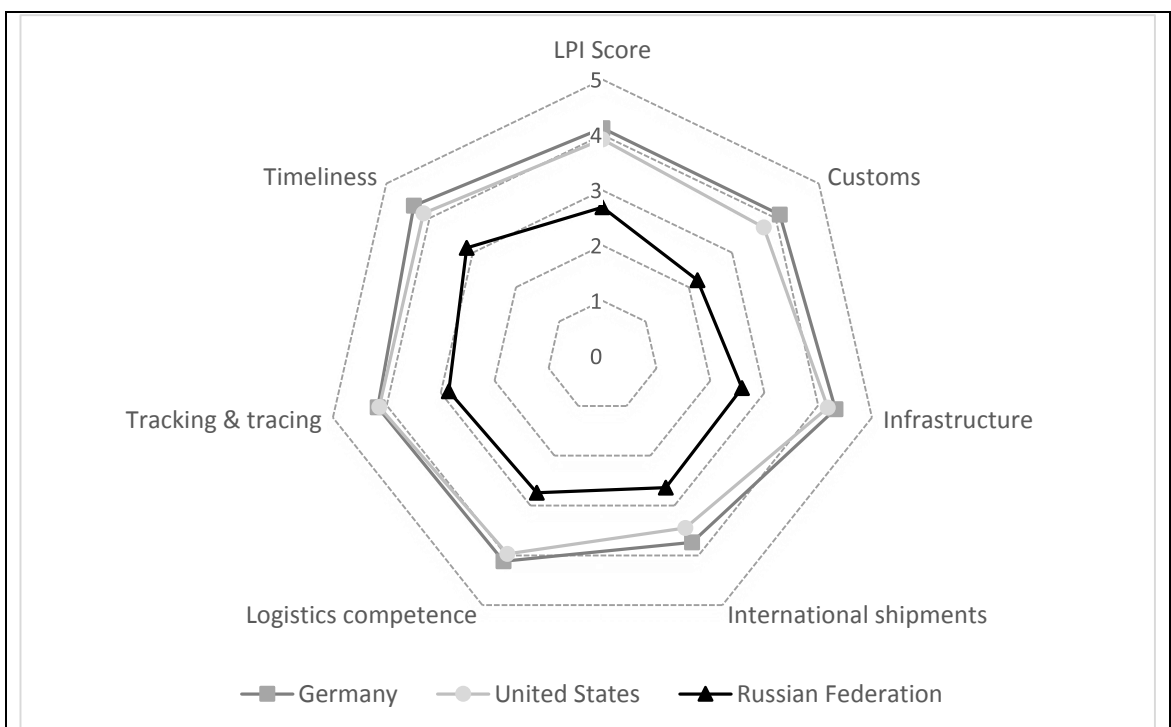 LPI Score
5
4
3
2
1
0
Timeliness
Customs
Tracking & tracing
Infrastructure
Logistics competence
International shipments
Germany United States Russian Federation